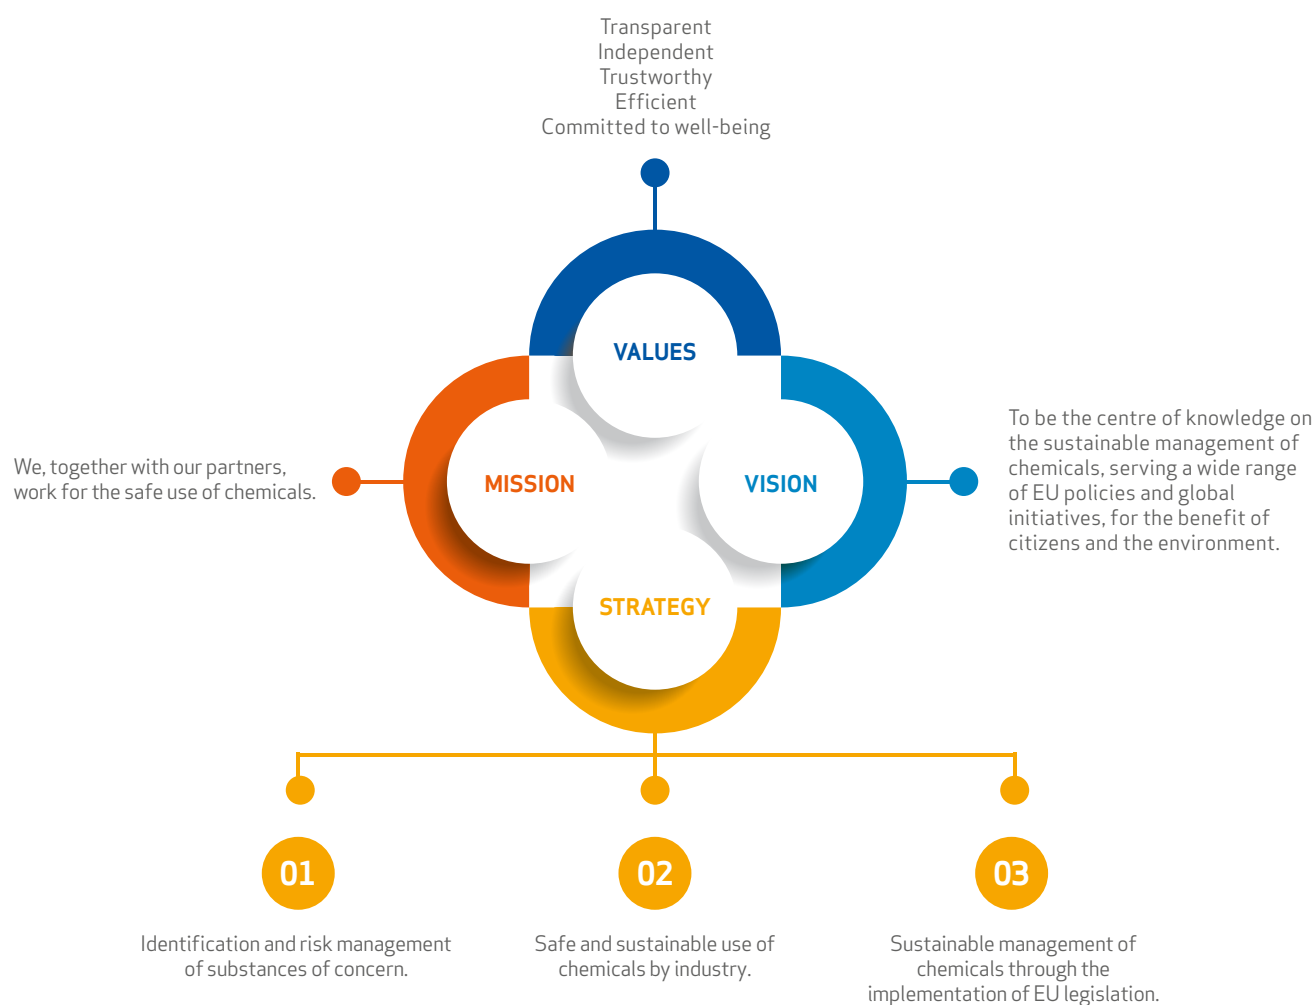 Transparent
Independent
Trustworthy
Efficient
Committed to well-being
VALUES
MISSION
We, together with our partners,
work for the safe use of chemicals.
VISION
To be the centre of knowledge on
the sustainable management of
chemicals, serving a wide range
of EU policies and global
initiatives, for the benefit of
citizens and the environment.
STRATEGY
01
Identification and risk management
of substances of concern.
02
Safe and sustainable use of
chemicals by industry.
03
Sustainable management of
chemicals through the
implementation of EU legislation.